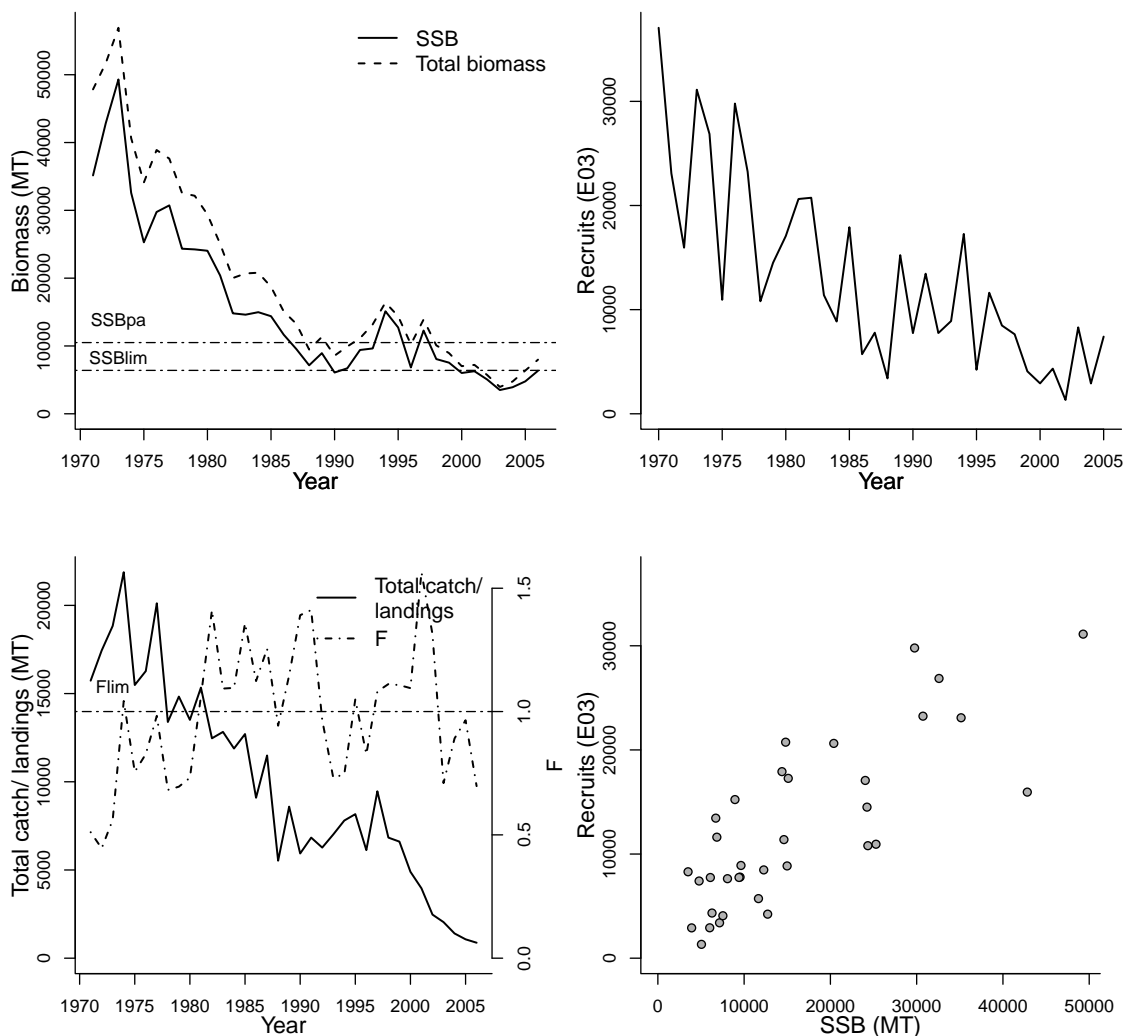 SSB
Total biomass
Biomass (MT)
0 10000 20000 30000 40000 50000
SSBpa
SSBlim
1970 1975 1980 1985 1990 1995 2000 2005
Year
Recruits (E03)
0 10000 20000 30000
1970 1975 1980 1985 1990 1995 2000 2005
Year
Total catch/
landings
F
Total catch/ landings (MT)
0 5000 10000 15000 20000
Flim
0.0 0.5 1.0 1.5
F
1970 1975 1980 1985 1990 1995 2000 2005
Year
Recruits (E03)
0 10000 20000 30000
0 10000 20000 30000 40000 50000
SSB (MT)